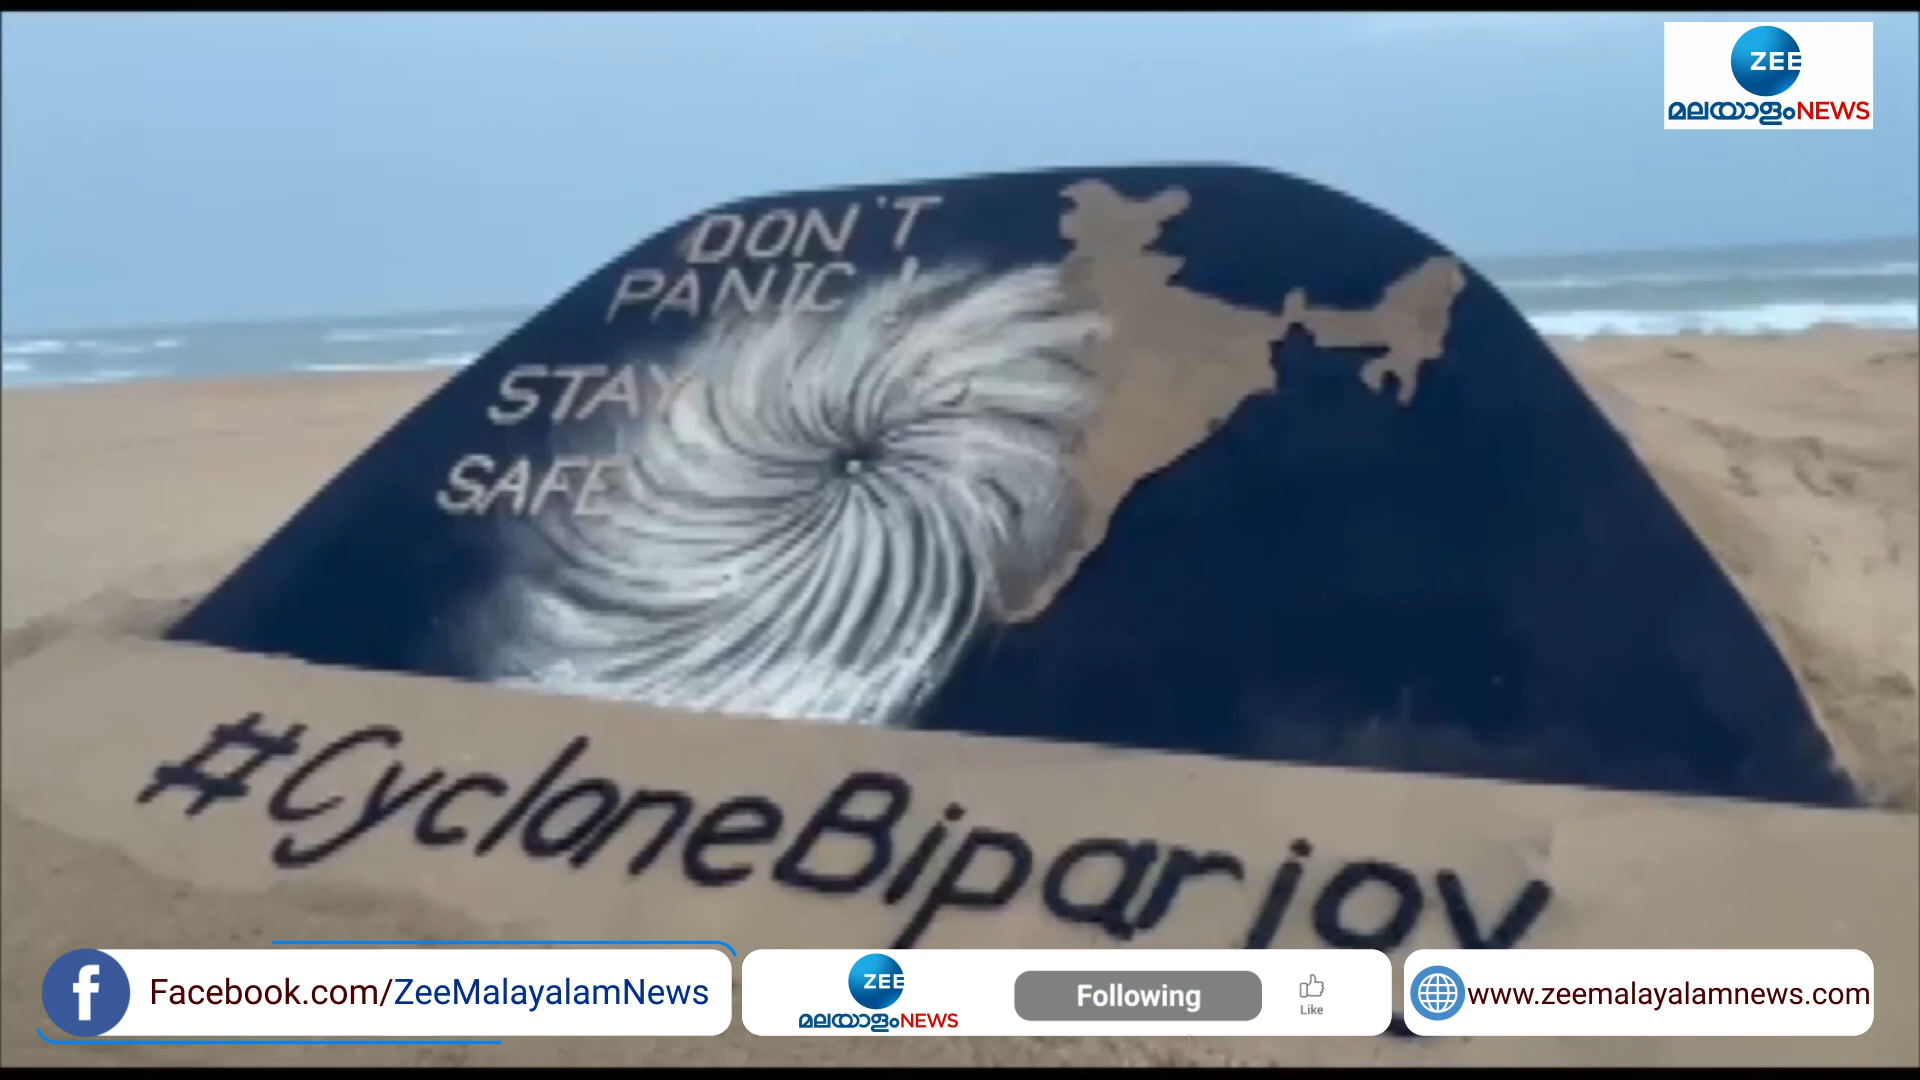 ZEE
മലയാളംNEWS
DON'T
PANIC !
STAY
SAFE
#CycloneBiparjoy
Facebook.com/ZeeMalayalamNews
ZEE
മലയാളംNEWS
Following
Like
www.zeemalayalamnews.com